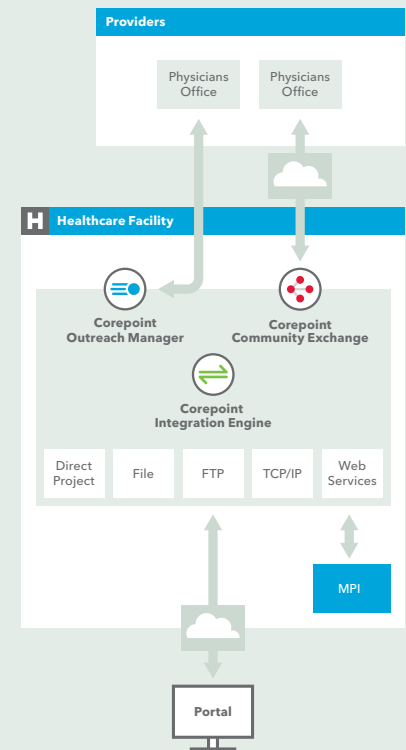 Providers
Physicians
Office
Physicians
Office
H Healthcare Facility
Corepoint
Outreach Manager
Corepoint
Community Exchange
Corepoint
Integration Engine
Direct
Project
File
FTP
TCP/IP
Web
Services
MPI
Portal